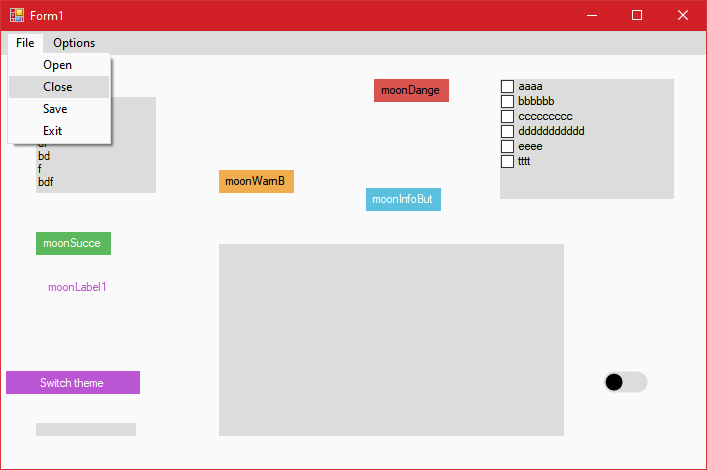 Form1
File Options
Open
Close
Save
Exit
bd
f
bdf
moonDange
aaaa
bbbbbb
ccccccccc
ddddddddddd
eeee
tttt
moonWarnB
moonInfoBut
moonSucce
moonLabel1
Switch theme